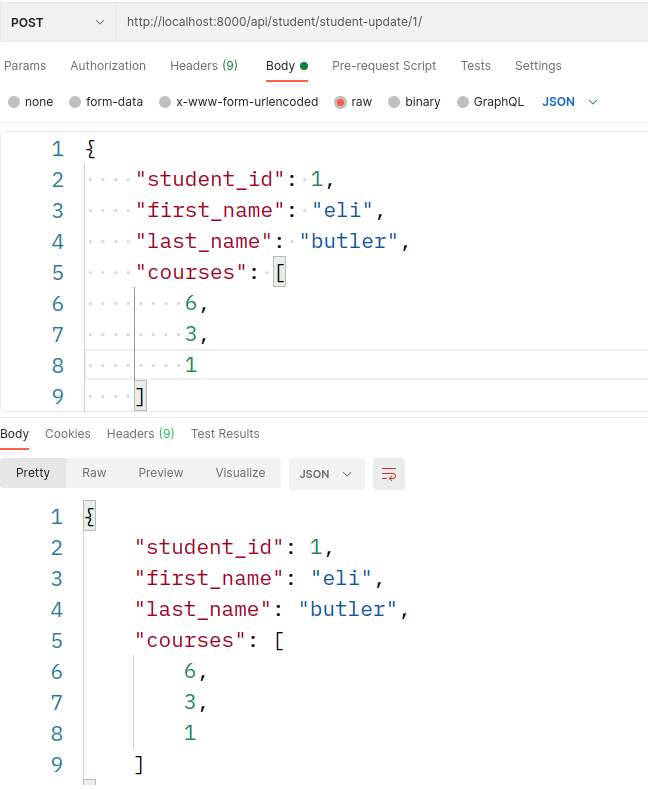 POST http://localhost:8000/api/student/student-update/1/
Params Authorization Headers (9) Body Pre-request Script Tests Settings
none form-data x-www-form-urlencoded raw binary GraphQL JSON
1 {
2 "student_id": 1,
3 "first_name": "eli",
4 "last_name": "butler",
5 "courses": [
6 6,
7 3,
8 1
9 ]
Body Cookies Headers (9) Test Results
Pretty Raw Preview Visualize JSON
1 {
2 "student_id": 1,
3 "first_name": "eli",
4 "last_name": "butler",
5 "courses": [
6 6,
7 3,
8 1
9 ]